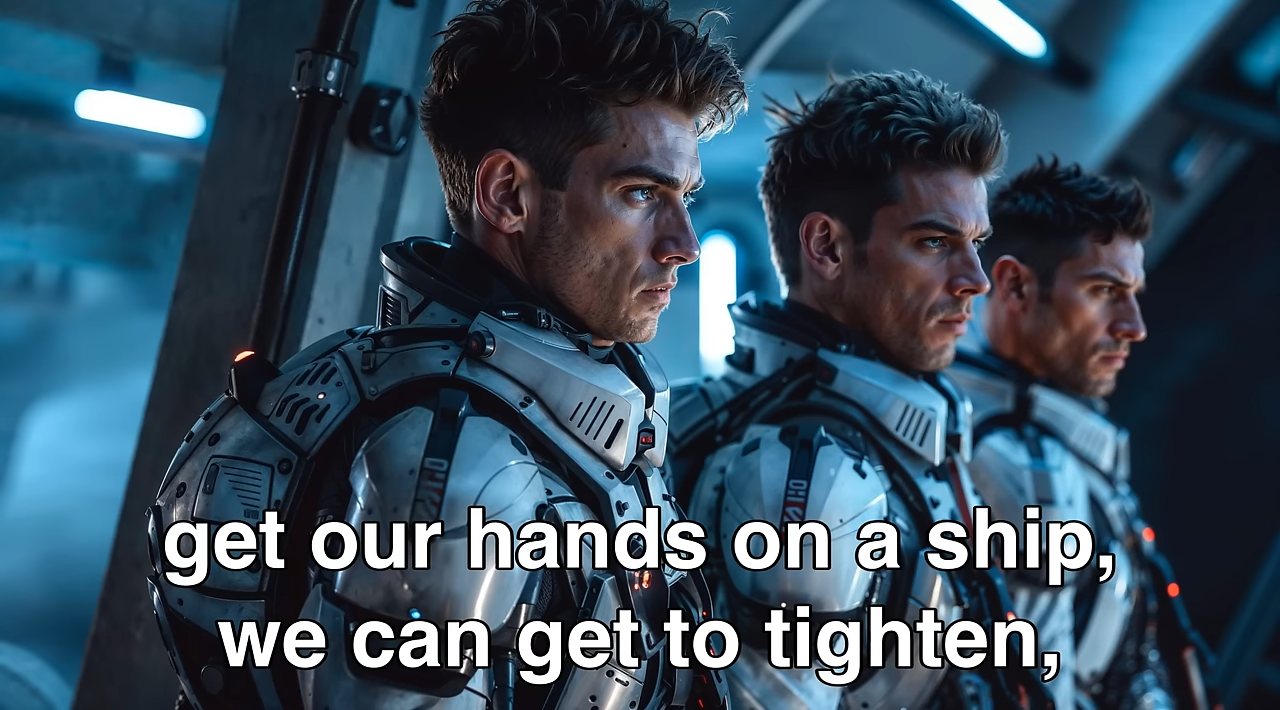 get our hands on a ship,
we can get to tighten,